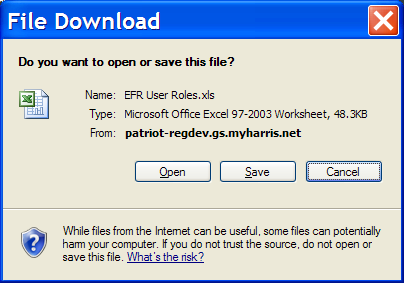 File Download
Do you want to open or save this file?
Name: EFR User Roles.xls
Type: Microsoft Office Excel 97-2003 Worksheet, 48.3KB
From: patriot-regdev.gs.myharris.net
Open Save Cancel
While files from the Internet can be useful, some files can potentially
harm your computer. If you do not trust the source, do not open or
save this file. What's the risk?